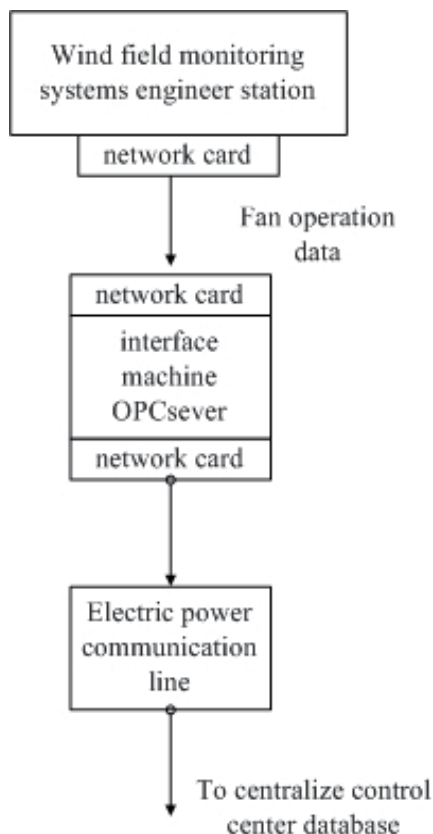 Wind field monitoring
systems engineer station
network card
Fan operation
data
network card
interface
machine
OPCsever
network card
Electric power
communication
line
To centralize control
center database